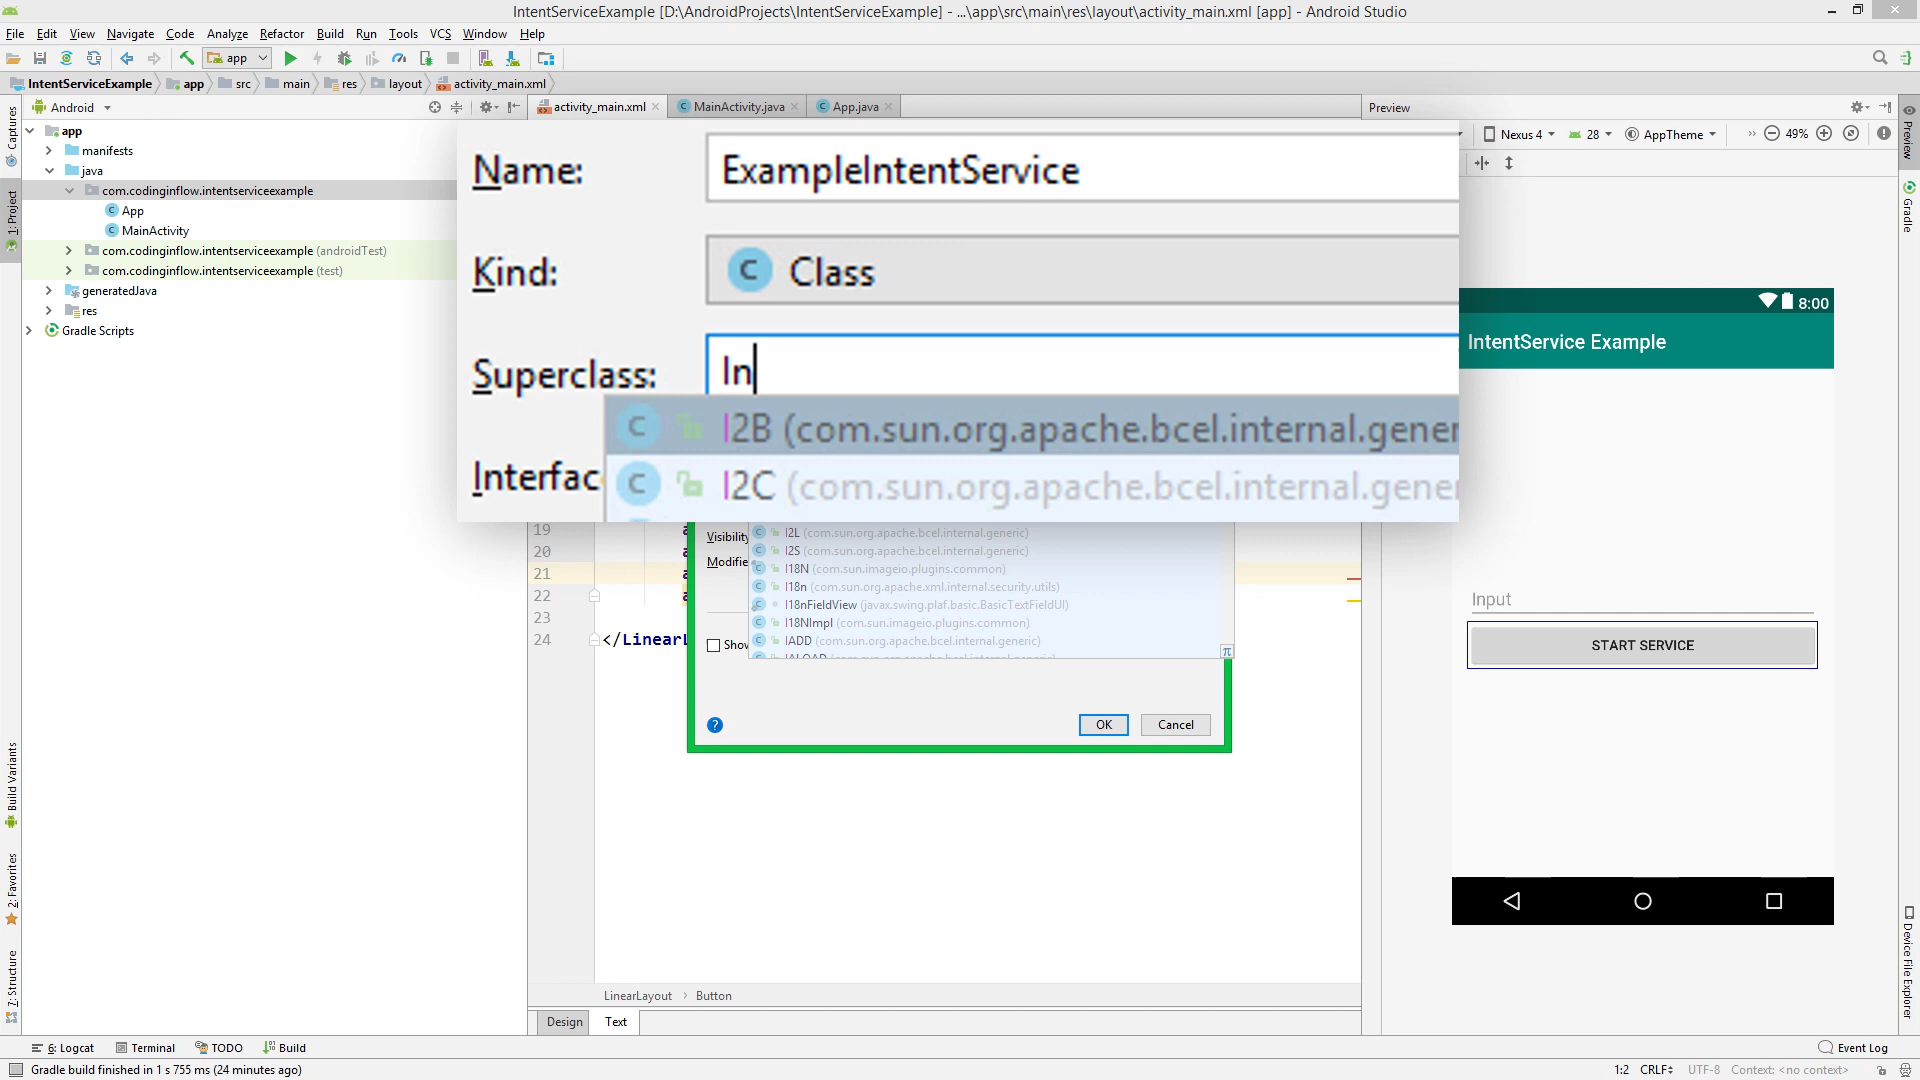 IntentServiceExample [D:\AndroidProjects\IntentServiceExample] - ...\app\src\main\res\layout\activity_main.xml [app] - Android Studio
File Edit View Navigate Code Analyze Refactor Build Run Tools VCS Window Help
app
IntentServiceExample app src main res layout activity_main.xml
Android
activity_main.xml MainActivity.java App.java
Preview
Nexus 4 28 AppTheme 49%
Captures
1: Project
Build Variants
2: Favorites
7: Structure
app
manifests
java
com.codinginflow.intentserviceexample
App
MainActivity
com.codinginflow.intentserviceexample (androidTest)
com.codinginflow.intentserviceexample (test)
generatedJava
res
Gradle Scripts
Name: ExampleIntentService
Kind: Class
Superclass: In
I2B (com.sun.org.apache.bcel.internal.gener
Interfac I2C (com.sun.org.apache.bcel.internal.gener
19
20
21
22
23
24 </LinearL
Visibility
Modifie
Show
I2L (com.sun.org.apache.bcel.internal.generic)
I2S (com.sun.org.apache.bcel.internal.generic)
I18N (com.sun.imageio.plugins.common)
I18n (com.sun.org.apache.xml.internal.security.utils)
I18nFieldView (javax.swing.plaf.basic.BasicTextFieldUI)
I18NImpl (com.sun.imageio.plugins.common)
IADD (com.sun.org.apache.bcel.internal.generic)
OK Cancel
8:00
IntentService Example
Input
START SERVICE
Preview
Gradle
Device File Explorer
LinearLayout Button
Design Text
6: Logcat Terminal TODO Build Event Log
Gradle build finished in 1 s 755 ms (24 minutes ago) 1:2 CRLF UTF-8 Context: <no context>